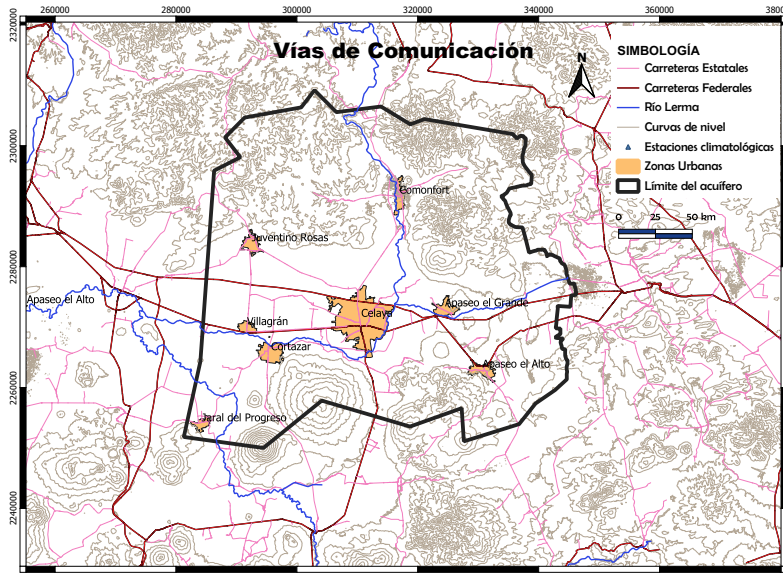 260000 280000 300000 320000 340000 360000 3800
Vías de Comunicación
N
SIMBOLOGÍA
Carreteras Estatales
Carreteras Federales
Río Lerma
Curvas de nivel
Estaciones climatológicas
Zonas Urbanas
Límite del acuífero
0 25 50 km
2320000
2300000
2280000
2260000
2240000
Comonfort
Juventino Rosas
Apaseo el Alto
Apaseo el Grande
Celaya
Villagrán
Cortazar
Apaseo el Alto
Jaral del Progreso